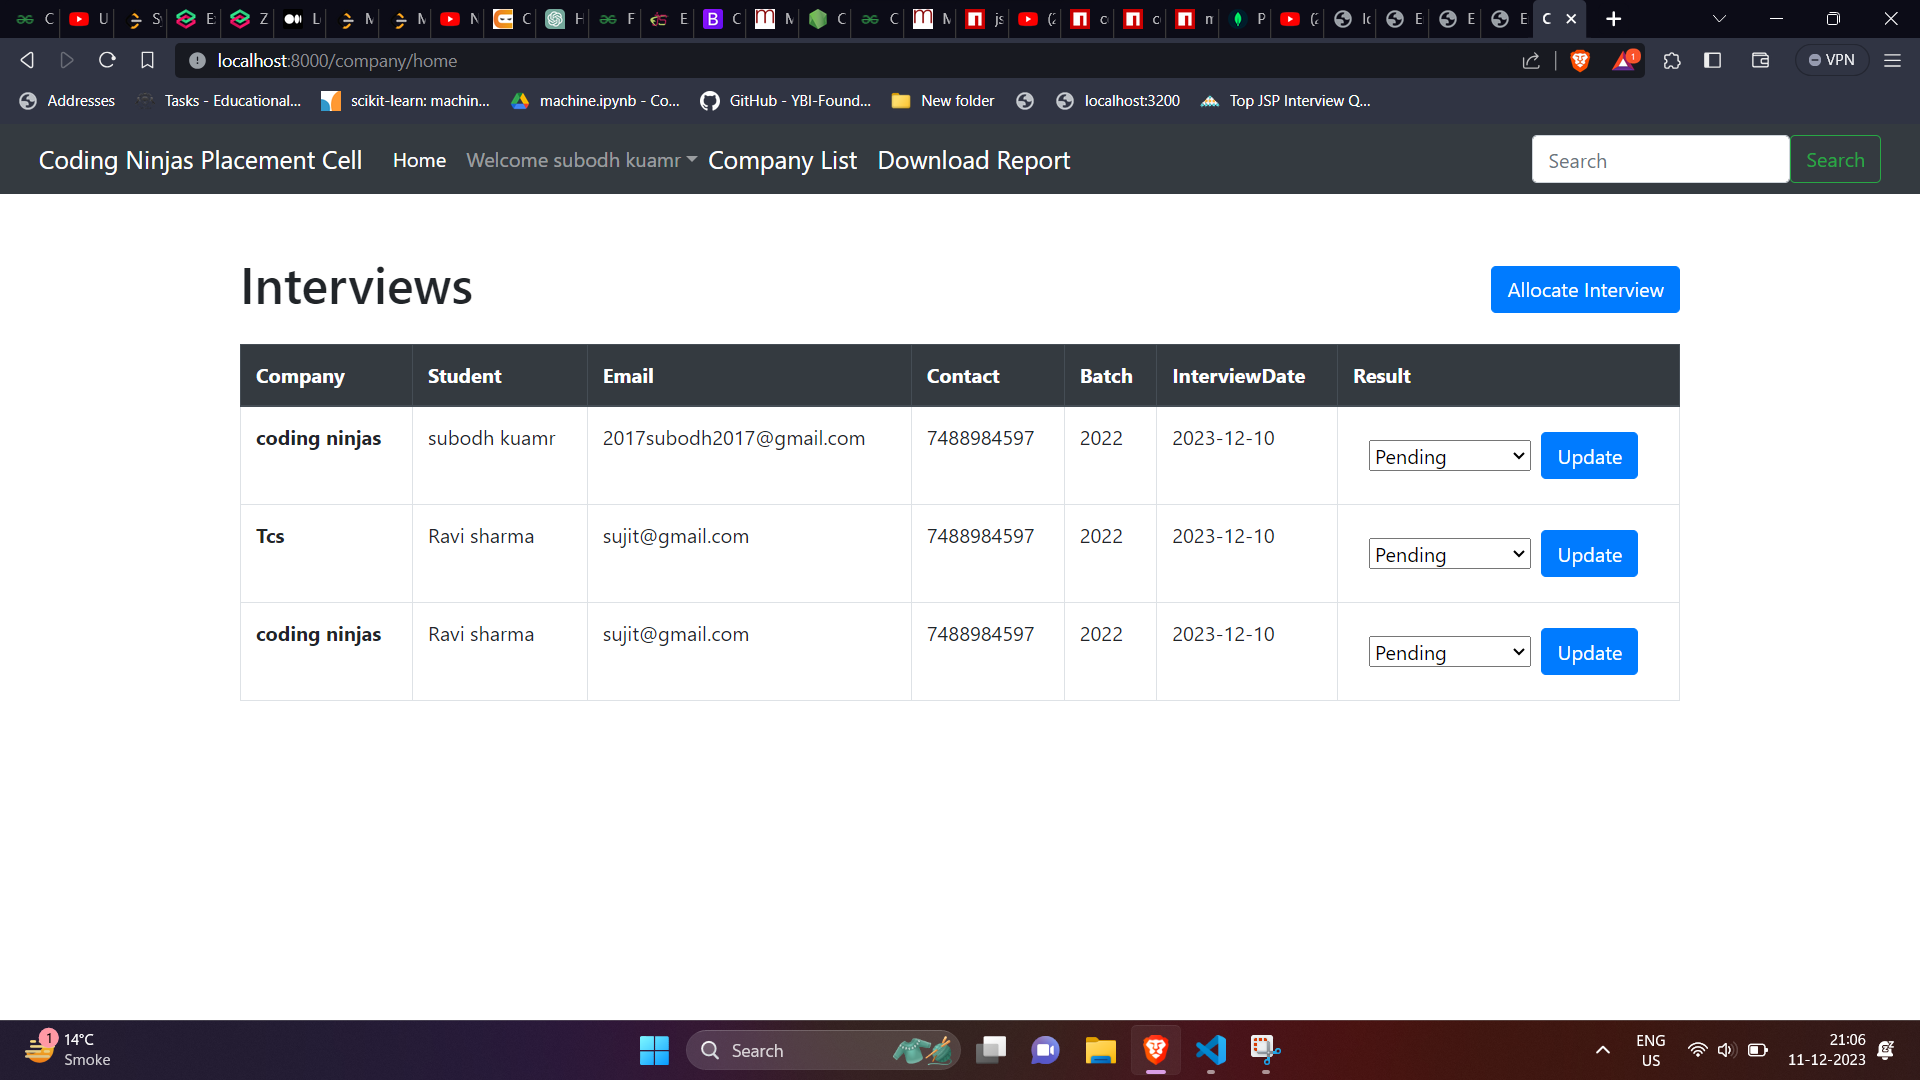 localhost:8000/company/home
1
VPN
Addresses
Tasks - Educational...
scikit-learn: machin...
machine.ipynb - Co...
GitHub - YBI-Found...
New folder
localhost:3200
Top JSP Interview Q...
Coding Ninjas Placement Cell
Home
Welcome subodh kuamr
Company List
Download Report
Search
Search
Interviews
Allocate Interview
Company Student Email Contact Batch InterviewDate Result
coding ninjas subodh kuamr 2017subodh2017@gmail.com 7488984597 2022 2023-12-10 Pending Update
Tcs Ravi sharma sujit@gmail.com 7488984597 2022 2023-12-10 Pending Update
coding ninjas Ravi sharma sujit@gmail.com 7488984597 2022 2023-12-10 Pending Update
1
14°C
Smoke
Search
ENG
US
21:06
11-12-2023